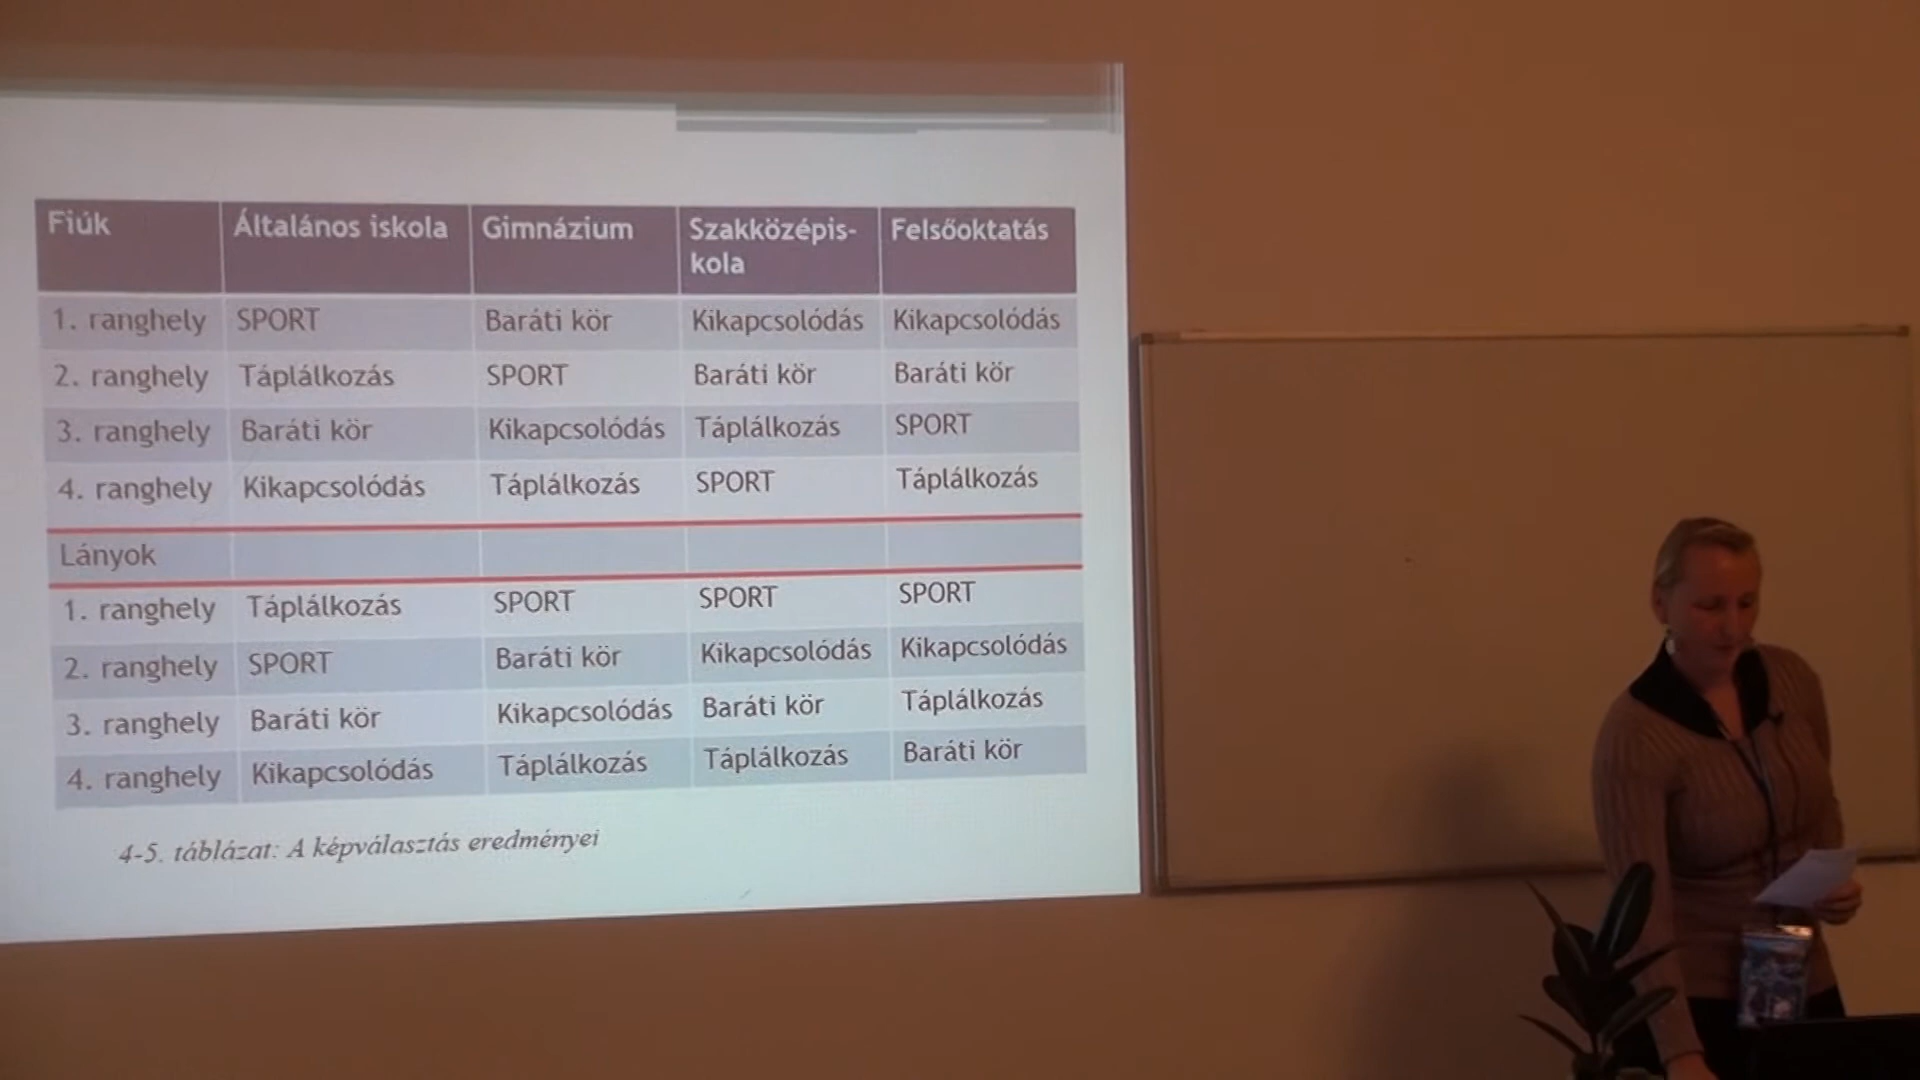 Fiúk Általános iskola Gimnázium Szakközépis- Felsőoktatás
kola
1. ranghely SPORT Baráti kör Kikapcsolódás Kikapcsolódás
2. ranghely Táplálkozás SPORT Baráti kör Baráti kör
3. ranghely Baráti kör Kikapcsolódás Táplálkozás SPORT
4. ranghely Kikapcsolódás Táplálkozás SPORT Táplálkozás
Lányok
1. ranghely Táplálkozás SPORT SPORT SPORT
2. ranghely SPORT Baráti kör Kikapcsolódás Kikapcsolódás
3. ranghely Baráti kör Kikapcsolódás Baráti kör Táplálkozás
4. ranghely Kikapcsolódás Táplálkozás Táplálkozás Baráti kör
4-5. táblázat: A képválasztás eredményei